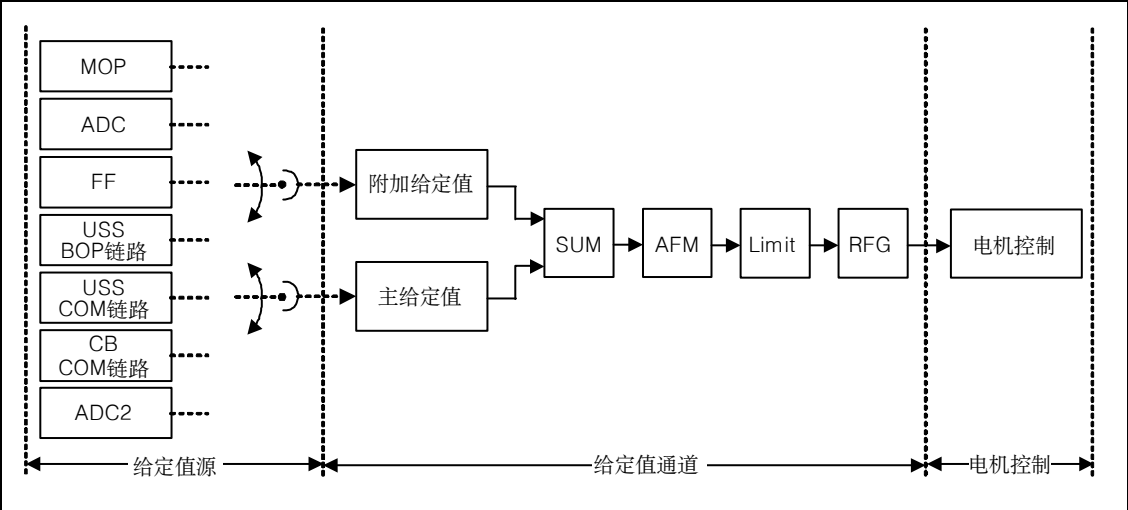 MOP
ADC
FF
USS
BOP链路
USS
COM链路
CB
COM链路
ADC2
附加给定值
主给定值
SUM
AFM
Limit
RFG
电机控制
给定值源
给定值通道
电机控制